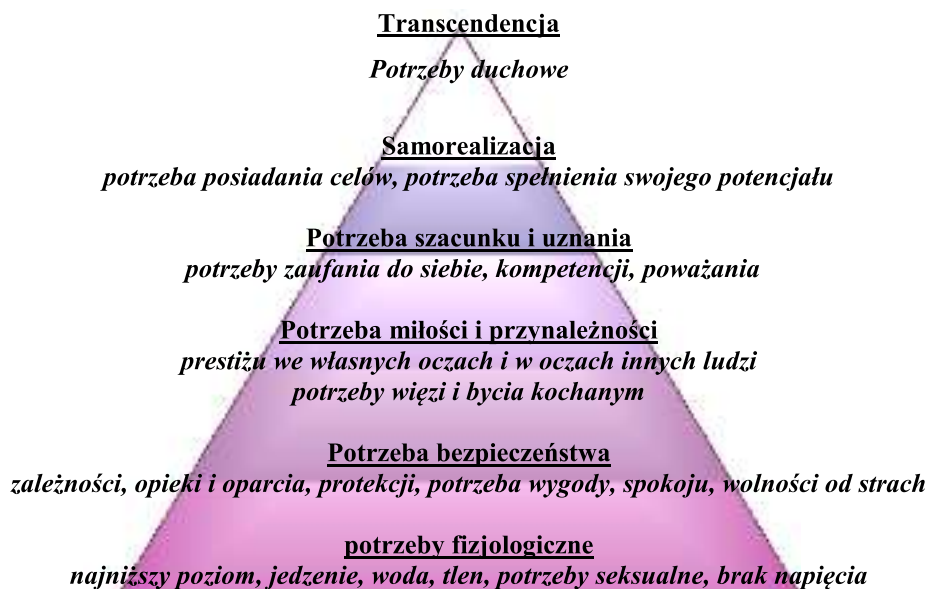 Transcendencja
Potrzeby duchowe
Samorealizacja
potrzeba posiadania celów, potrzeba spełnienia swojego potencjału
Potrzeba szacunku i uznania
potrzeby zaufania do siebie, kompetencji, poważania
Potrzeba miłości i przynależności
prestiżu we własnych oczach i w oczach innych ludzi
potrzeby więzi i bycia kochanym
Potrzeba bezpieczeństwa
zależności, opieki i oparcia, protekcji, potrzeba wygody, spokoju, wolności od strach
potrzeby fizjologiczne
najniższy poziom, jedzenie, woda, tlen, potrzeby seksualne, brak napięcia